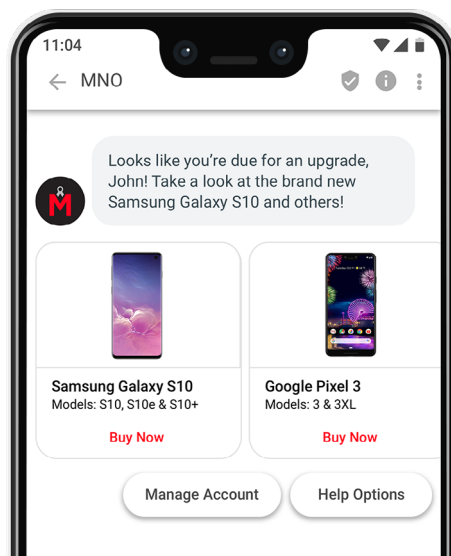 11:04
MNO
Looks like you’re due for an upgrade,
John! Take a look at the brand new
Samsung Galaxy S10 and others!
M
Samsung Galaxy S10
Models: S10, S10e & S10+
Buy Now
Google Pixel 3
Models: 3 & 3XL
Buy Now
Manage Account
Help Options